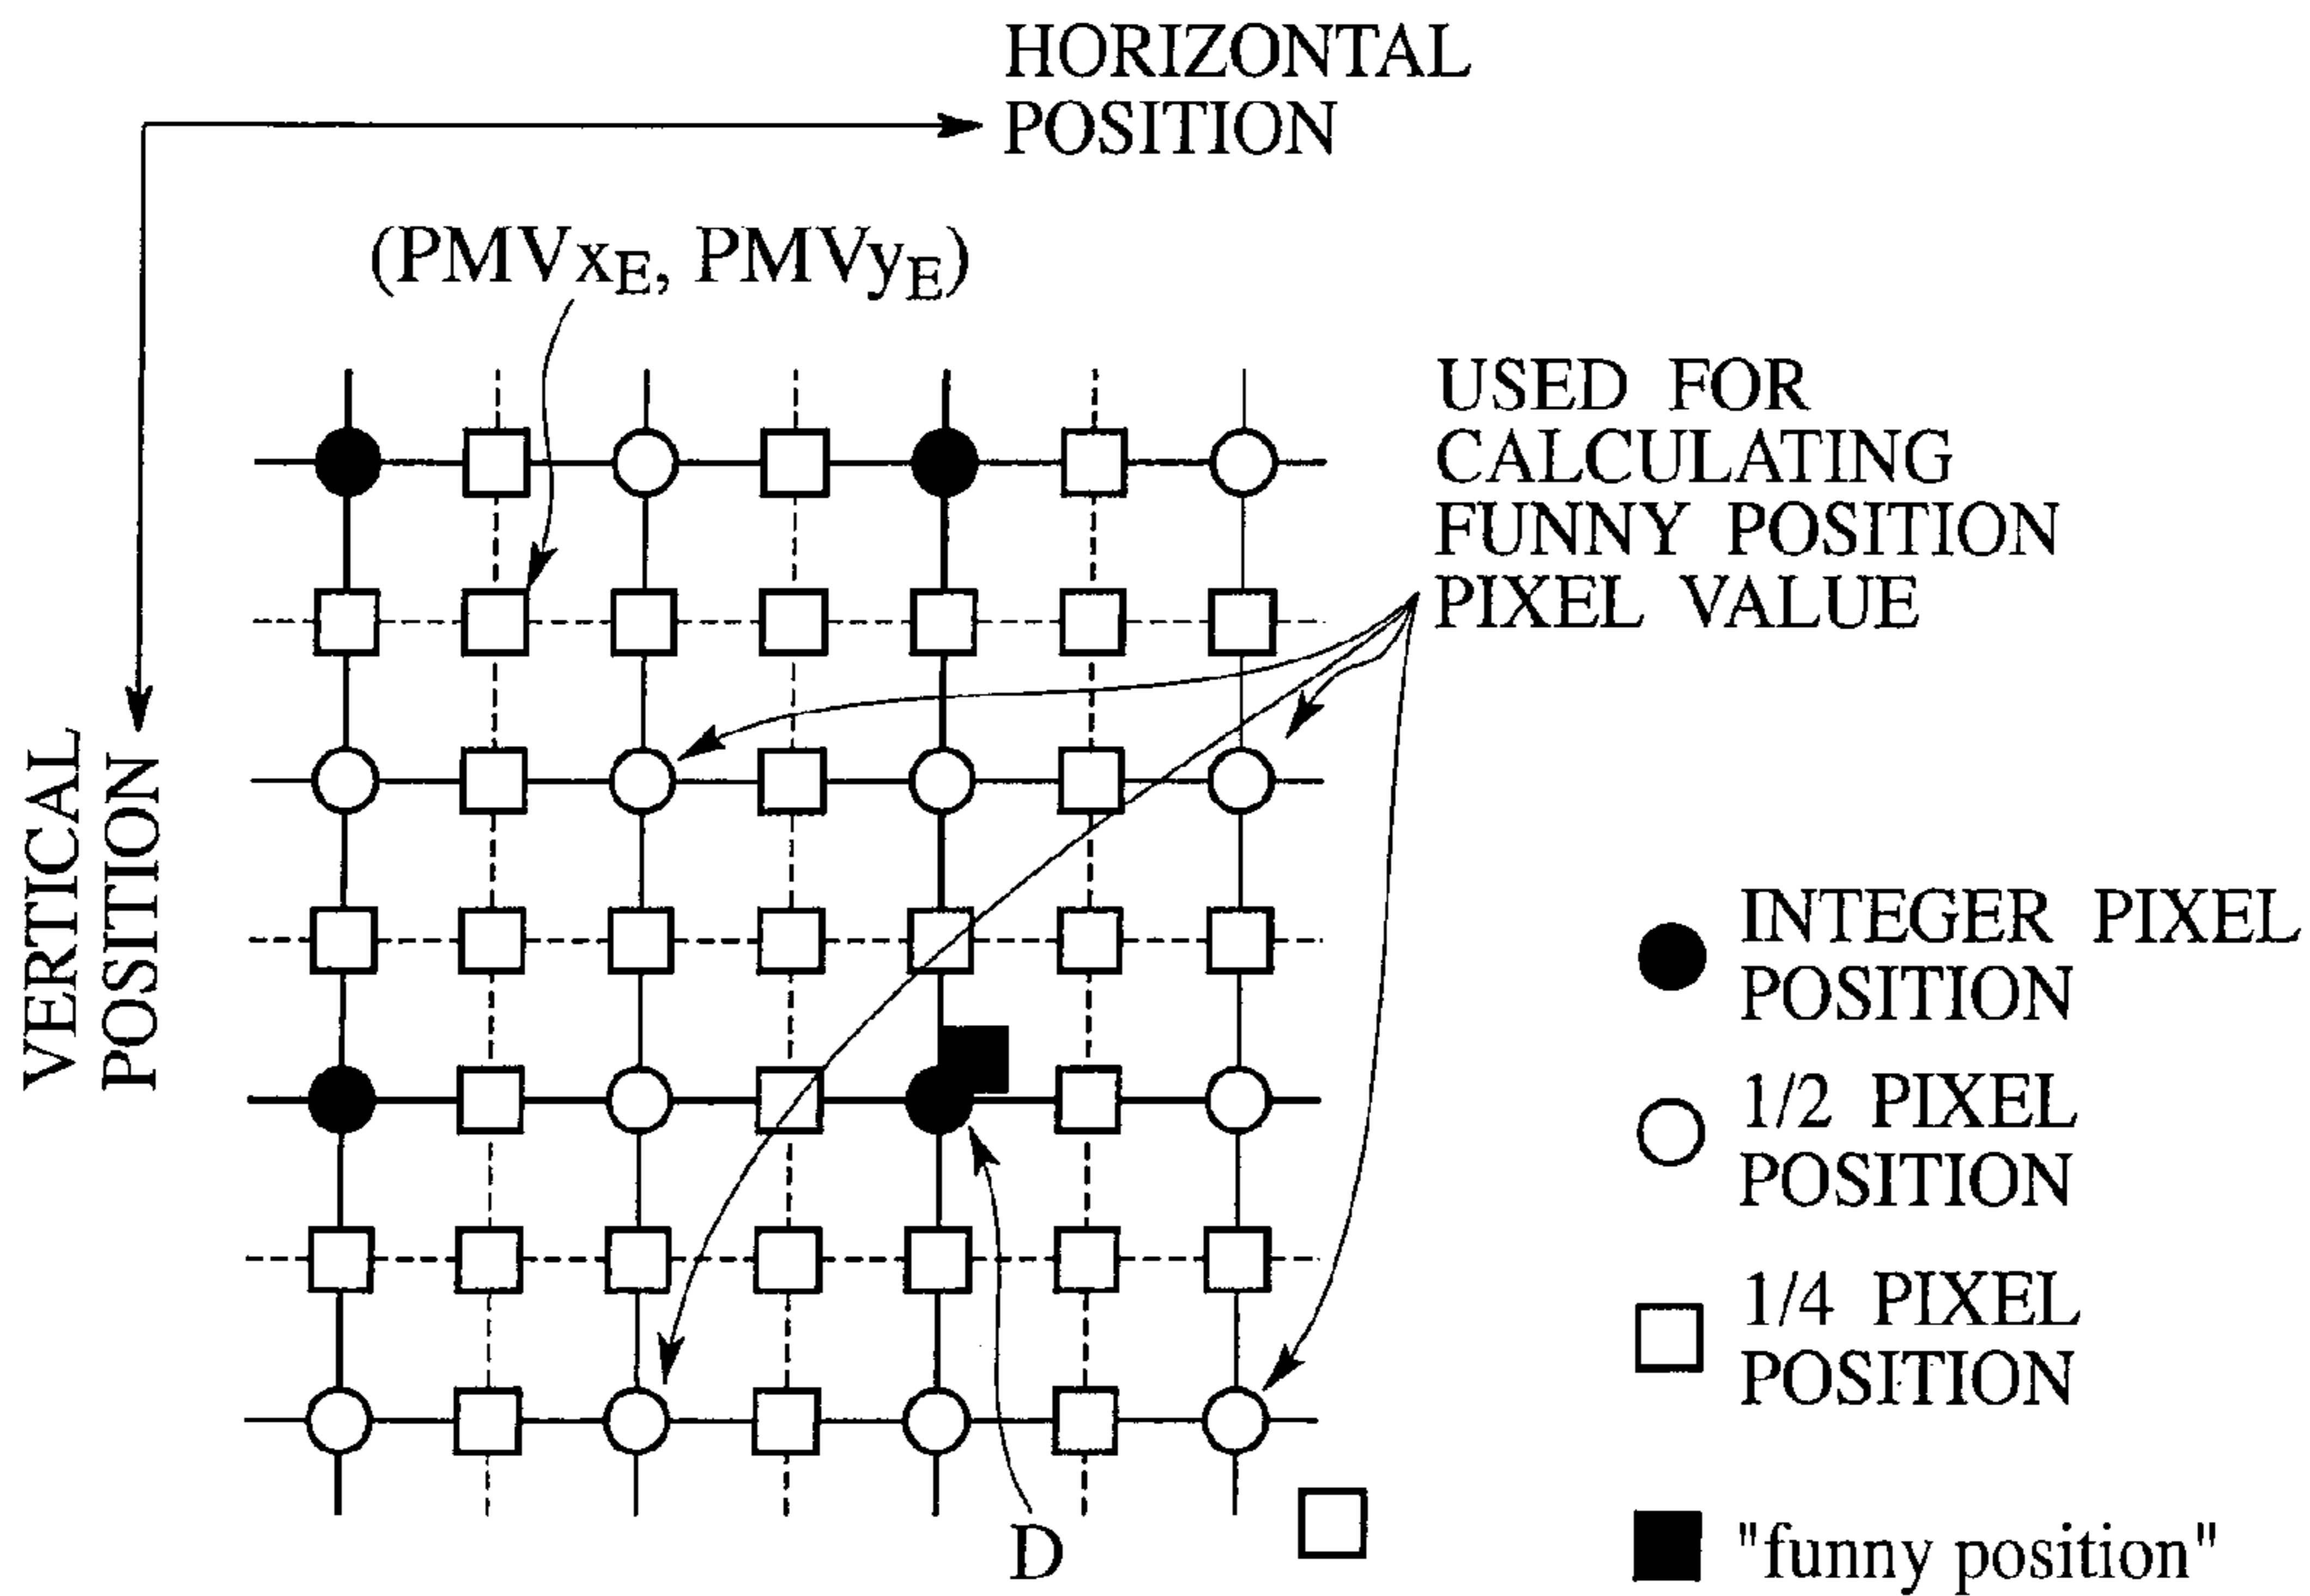 HORIZONTAL
POSITION
(PMVxE, PMVyE)
USED FOR
CALCULATING
FUNNY POSITION
PIXEL VALUE
VERTICAL
POSITION
INTEGER PIXEL
POSITION
1/2 PIXEL
POSITION
1/4 PIXEL
POSITION
D
"funny position"